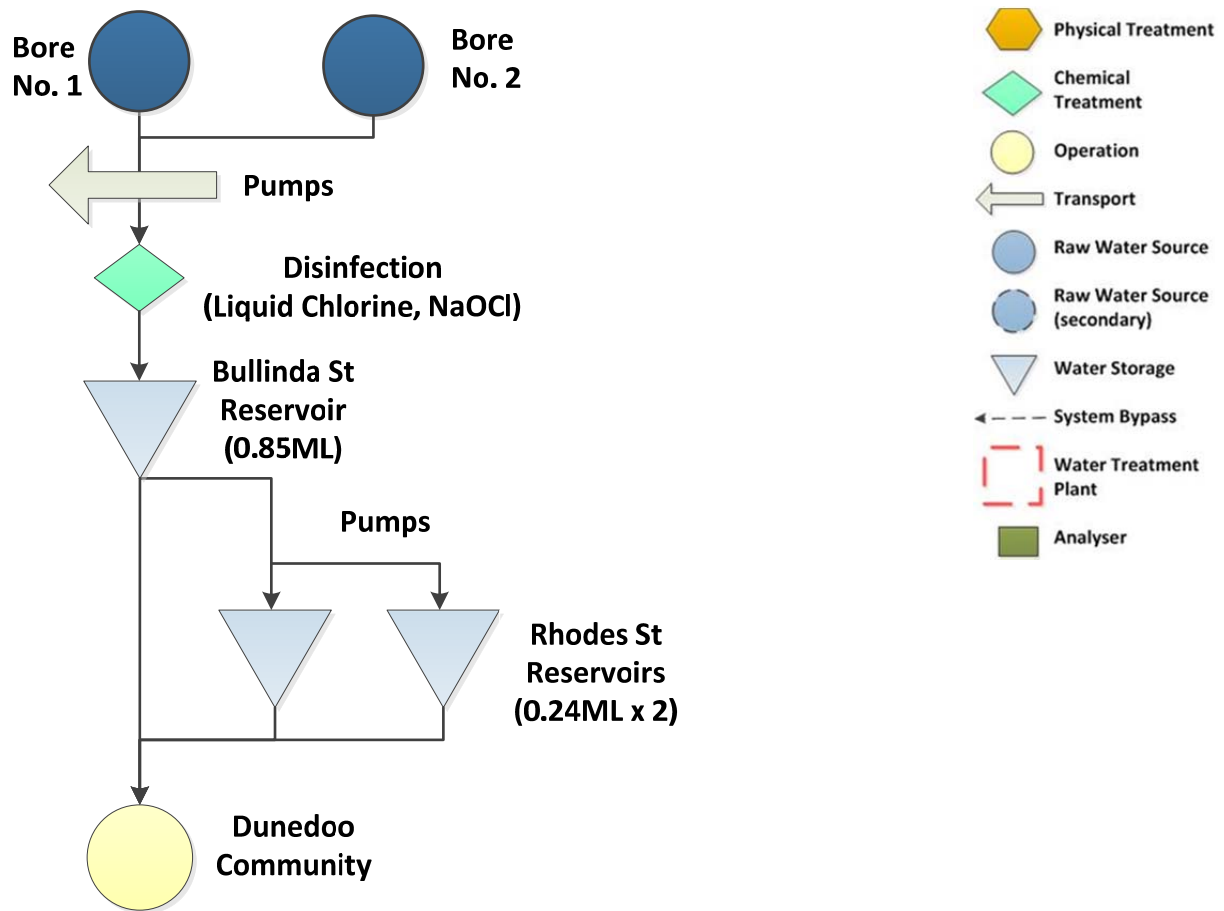 Bore
No. 1
Bore
No. 2
Pumps
Disinfection
(Liquid Chlorine, NaOCl)
Bullinda St
Reservoir
(0.85ML)
Pumps
Rhodes St
Reservoirs
(0.24ML x 2)
Dunedoo
Community
Physical Treatment
Chemical
Treatment
Operation
Transport
Raw Water Source
Raw Water Source
(secondary)
Water Storage
System Bypass
Water Treatment
Plant
Analyser